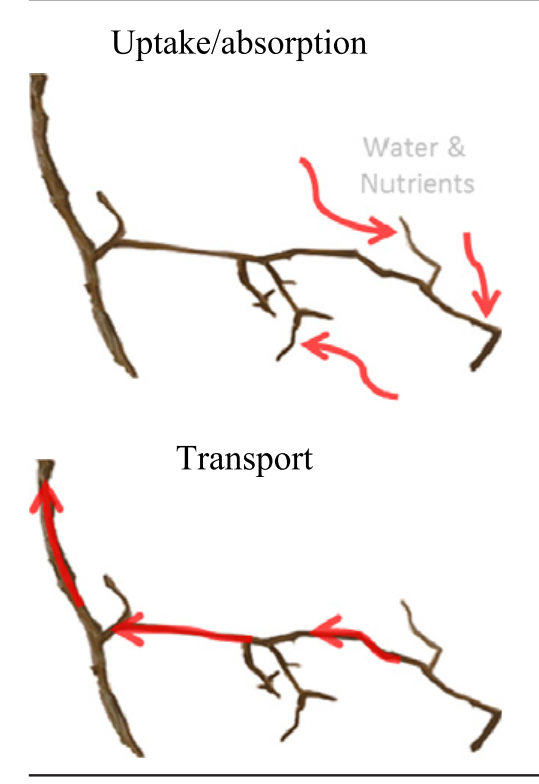 Uptake/absorption
Water &
Nutrients
Transport